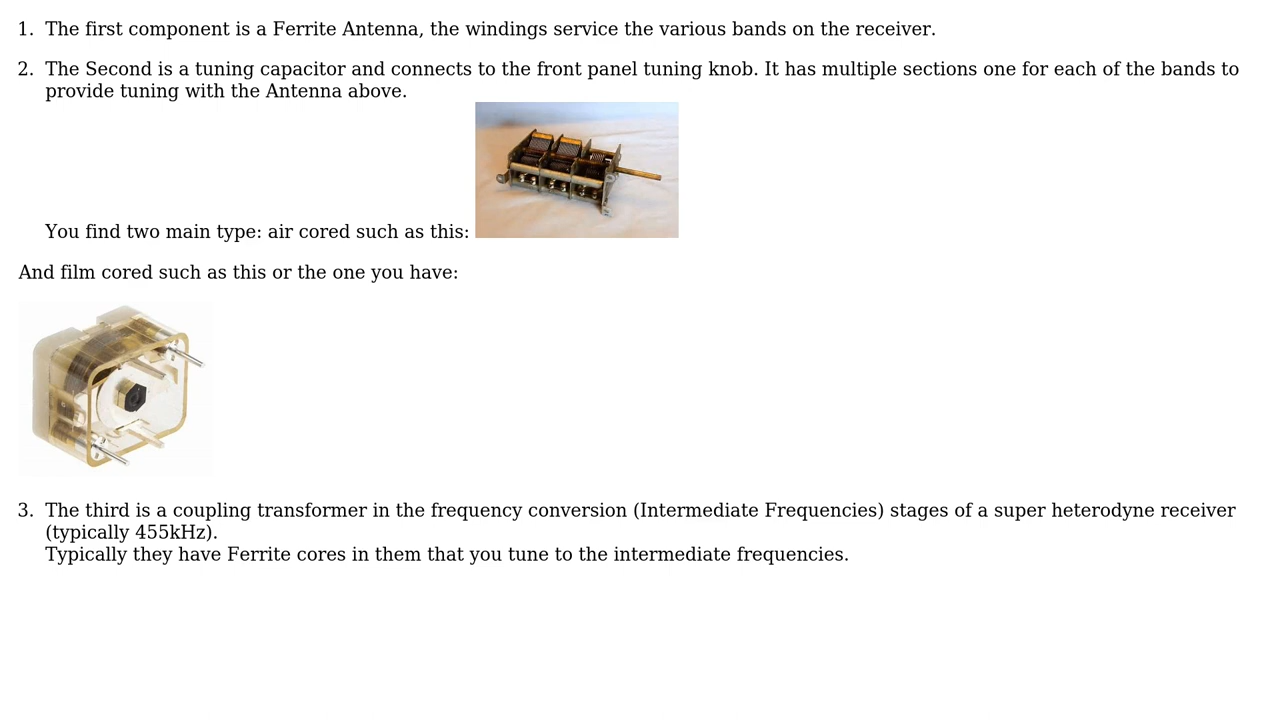 1. The first component is a Ferrite Antenna, the windings service the various bands on the receiver.
2. The Second is a tuning capacitor and connects to the front panel tuning knob. It has multiple sections one for each of the bands to
provide tuning with the Antenna above.
You find two main type: air cored such as this:
And film cored such as this or the one you have:
3. The third is a coupling transformer in the frequency conversion (Intermediate Frequencies) stages of a super heterodyne receiver
(typically 455kHz).
Typically they have Ferrite cores in them that you tune to the intermediate frequencies.